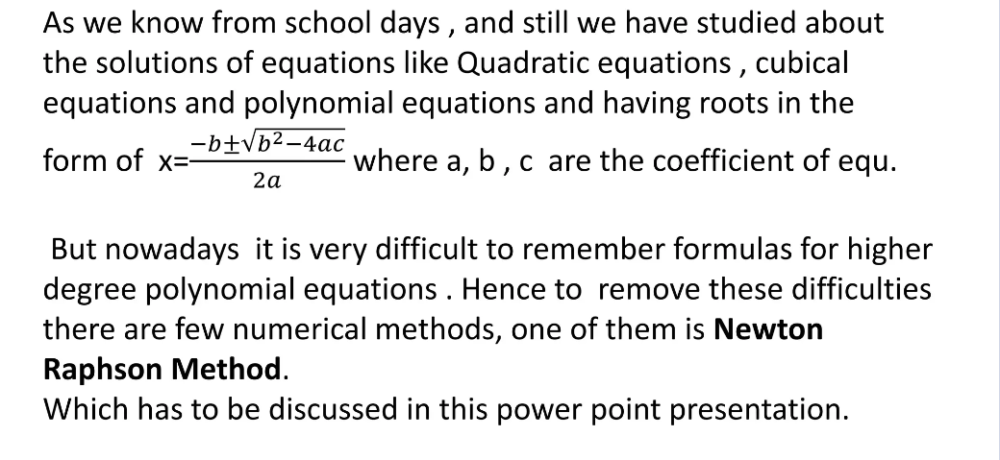 As we know from school days , and still we have studied about
the solutions of equations like Quadratic equations , cubical
equations and polynomial equations and having roots in the
form of x=\frac{-b±√b²−4ac}{2a} where a, b , c are the coefficient of equ.
But nowadays it is very difficult to remember formulas for higher
degree polynomial equations . Hence to remove these difficulties
there are few numerical methods, one of them is Newton
Raphson Method.
Which has to be discussed in this power point presentation.